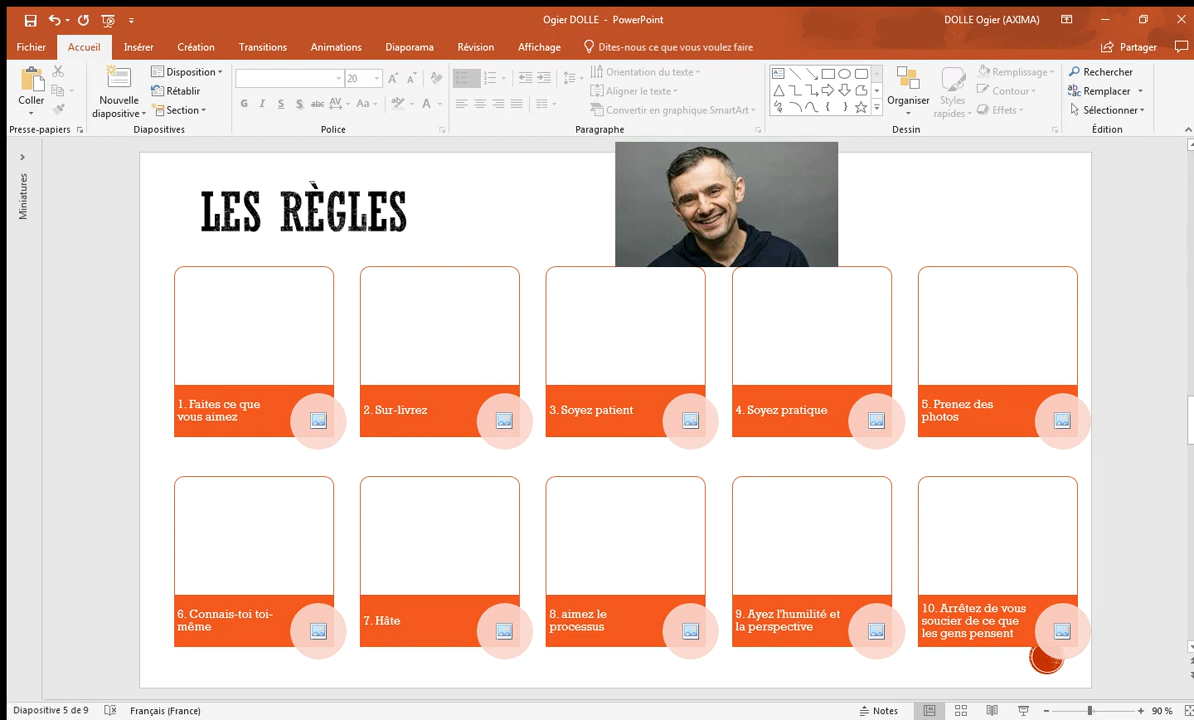 Ogier DOLLE - PowerPoint
DOLLE Ogier (AXIMA)
Fichier
Accueil
Insérer
Création
Transitions
Animations
Diaporama
Révision
Affichage
Dites-nous ce que vous voulez faire
Partager
Coller
Nouvelle
diapositive
Disposition
Rétablir
Section
20
G I S S abc AV Aa A
Orientation du texte
Aligner le texte
Convertir en graphique SmartArt
Organiser
Styles
rapides
Remplissage
Contour
Effets
Rechercher
Remplacer
Sélectionner
Presse-papiers
Diapositives
Police
Paragraphe
Dessin
Édition
Miniatures
LES RÈGLES
1. Faites ce que
vous aimez
2. Sur-livrez
3. Soyez patient
4. Soyez pratique
5. Prenez des
photos
6. Connais-toi toi-
même
7. Hâte
8. aimez le
processus
9. Ayez l'humilité et
la perspective
10. Arrêtez de vous
soucier de ce que
les gens pensent
Diapositive 5 de 9
Français (France)
Notes
90 %